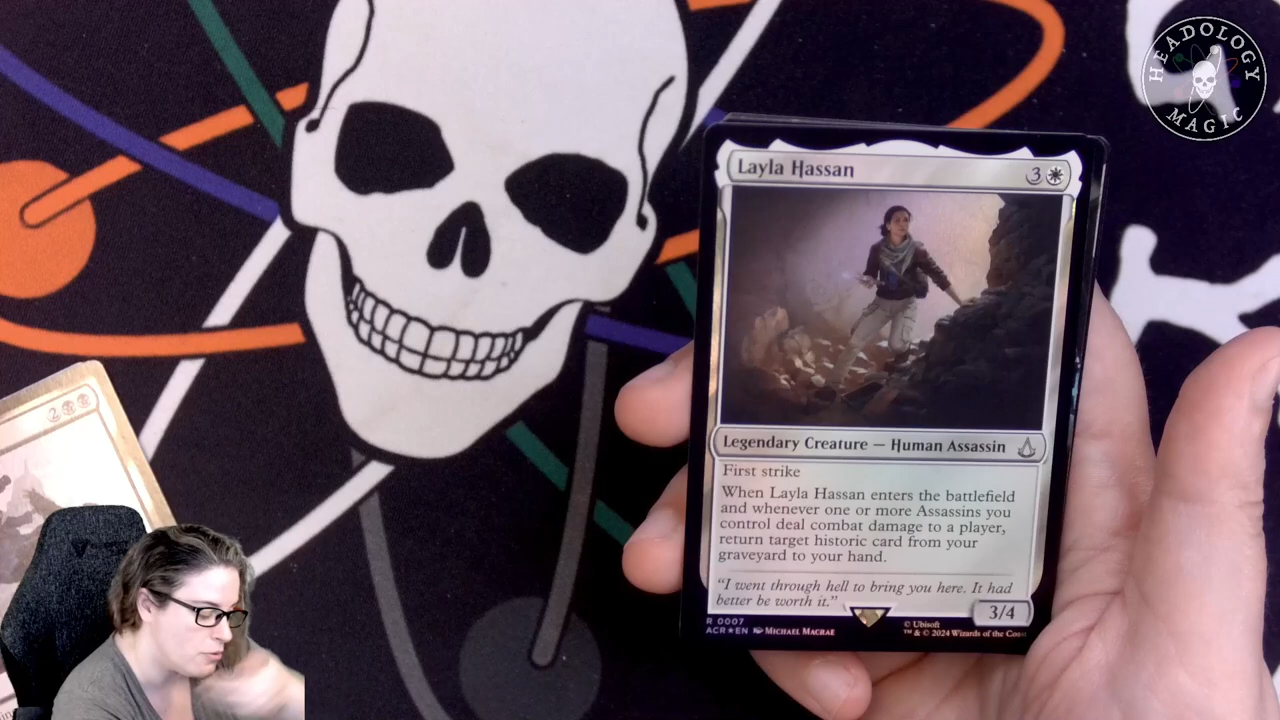 HEADOLOGY
MAGIC
Layla Hassan 3
Legendary Creature — Human Assassin
First strike
When Layla Hassan enters the battlefield
and whenever one or more Assassins you
control deal combat damage to a player,
return target historic card from your
graveyard to your hand.
“I went through hell to bring you here. It had
better be worth it.”
3/4
R 0007
ACR★EN Michael Macrae
© Ubisoft
™ & © 2024 Wizards of the Coast
2